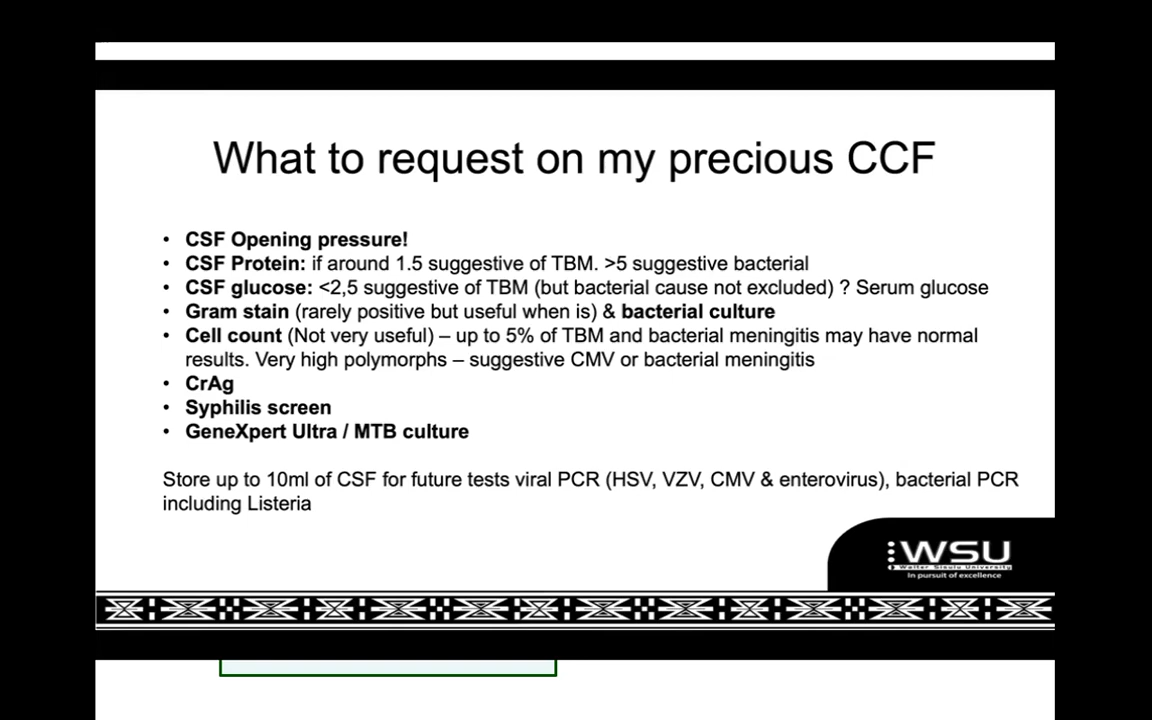 What to request on my precious CCF
• CSF Opening pressure!
• CSF Protein: if around 1.5 suggestive of TBM. >5 suggestive bacterial
• CSF glucose: <2,5 suggestive of TBM (but bacterial cause not excluded) ? Serum glucose
• Gram stain (rarely positive but useful when is) & bacterial culture
• Cell count (Not very useful) – up to 5% of TBM and bacterial meningitis may have normal
results. Very high polymorphs – suggestive CMV or bacterial meningitis
• CrAg
• Syphilis screen
• GeneXpert Ultra / MTB culture
Store up to 10ml of CSF for future tests viral PCR (HSV, VZV, CMV & enterovirus), bacterial PCR
including Listeria
WSU
Walter Sisulu University
In pursuit of excellence